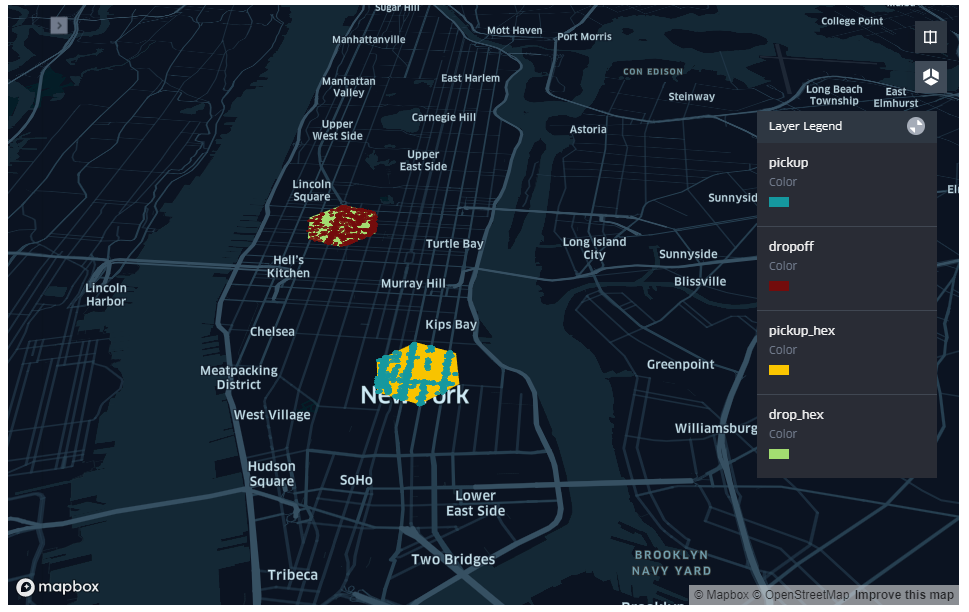 Sugar Hill
College Point
Mott Haven
Port Morris
Manhattanville
CON EDISON
East Harlem
Manhattan
Valley
Steinway
Long Beach
Township
East
Elmhurst
Carnegie Hill
Upper
West Side
Astoria
Layer Legend
Upper
East Side
pickup
Color
Lincoln
Square
Sunnysid
Turtle Bay
Long Island
City
dropoff
Color
Sunnyside
Hell's
Kitchen
Murray Hill
Blissville
Lincoln
Harbor
Kips Bay
Chelsea
pickup_hex
Color
Greenpoint
Meatpacking
District
New York
West Village
drop_hex
Color
Williamsburg
Hudson
Square
SoHo
Lower
East Side
Two Bridges
BROOKLYN
NAVY YARD
Tribeca
mapbox
© Mapbox © OpenStreetMap Improve this map